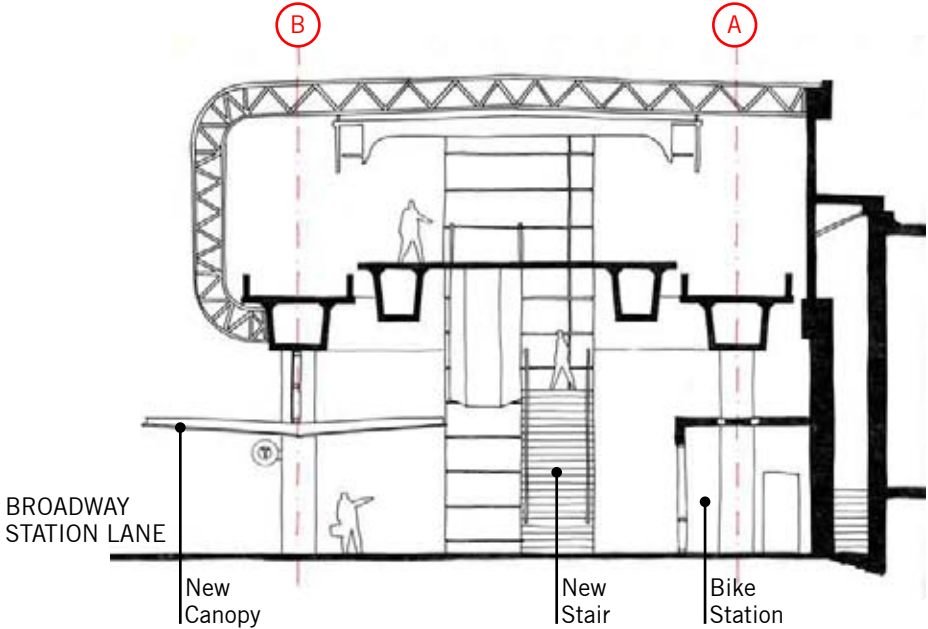 B
A
T
BROADWAY
STATION LANE
New
Canopy
New
Stair
Bike
Station